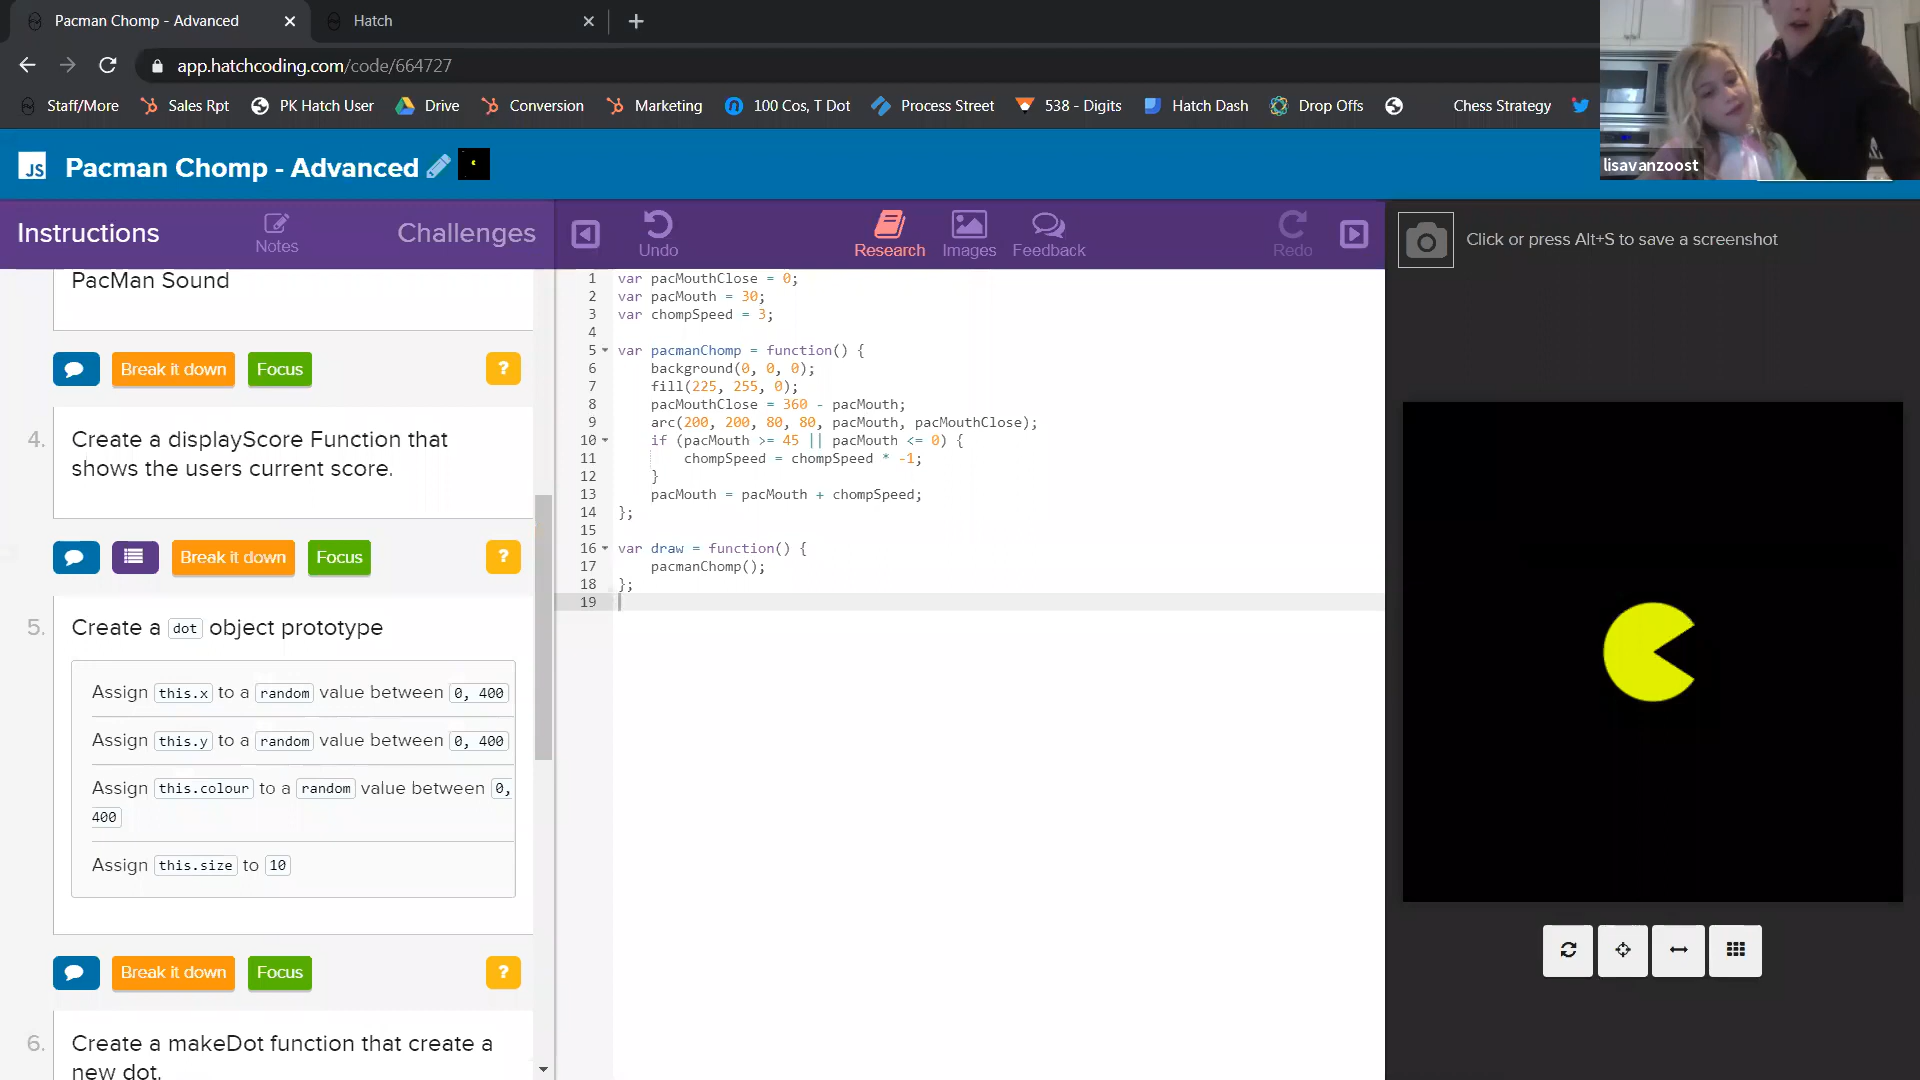 Pacman Chomp - Advanced
Hatch
app.hatchcoding.com/code/664727
Staff/More Sales Rpt PK Hatch User Drive Conversion Marketing 100 Cos, T Dot Process Street 538 - Digits Hatch Dash Drop Offs Chess Strategy
lisavanzoost
JS Pacman Chomp - Advanced
Instructions
Notes
Challenges
Undo
Research
Images
Feedback
Redo
Click or press Alt+S to save a screenshot
PacMan Sound
Break it down
Focus
?
4. Create a displayScore Function that
shows the users current score.
Break it down
Focus
?
5. Create a dot object prototype
Assign this.x to a random value between 0, 400
Assign this.y to a random value between 0, 400
Assign this.colour to a random value between 0,
400
Assign this.size to 10
Break it down
Focus
?
6. Create a makeDot function that create a
new dot.
1 var pacMouthClose = 0;
2 var pacMouth = 30;
3 var chompSpeed = 3;
4
5 var pacmanChomp = function() {
6 background(0, 0, 0);
7 fill(225, 255, 0);
8 pacMouthClose = 360 - pacMouth;
9 arc(200, 200, 80, 80, pacMouth, pacMouthClose);
10 if (pacMouth >= 45 || pacMouth <= 0) {
11 chompSpeed = chompSpeed * -1;
12 }
13 pacMouth = pacMouth + chompSpeed;
14 };
15
16 var draw = function() {
17 pacmanChomp();
18 };
19